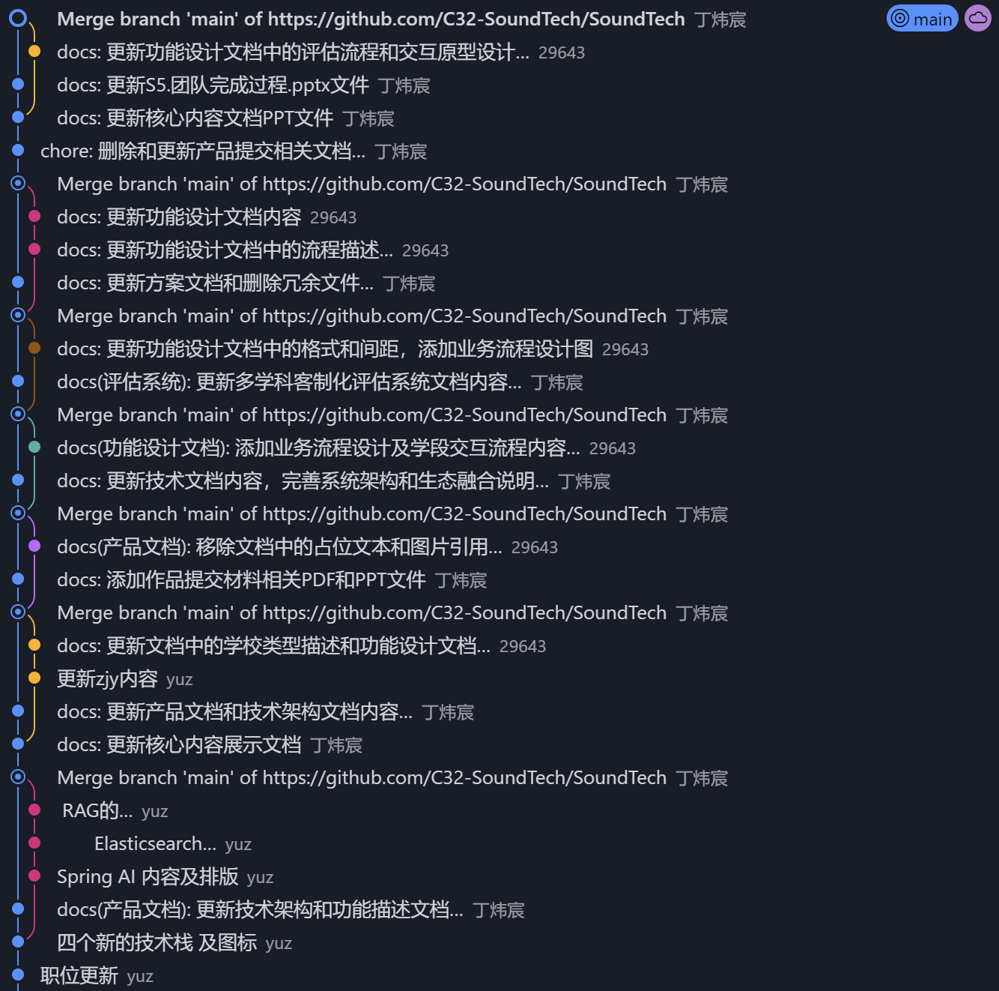 Merge branch 'main' of https://github.com/C32-SoundTech/SoundTech 丁炜宸 main
docs: 更新功能设计文档中的评估流程和交互原型设计... 29643
docs: 更新S5.团队完成过程.pptx文件 丁炜宸
docs: 更新核心内容文档PPT文件 丁炜宸
chore: 删除和更新产品提交相关文档... 丁炜宸
Merge branch 'main' of https://github.com/C32-SoundTech/SoundTech 丁炜宸
docs: 更新功能设计文档内容 29643
docs: 更新功能设计文档中的流程描述... 29643
docs: 更新方案文档和删除冗余文件... 丁炜宸
Merge branch 'main' of https://github.com/C32-SoundTech/SoundTech 丁炜宸
docs: 更新功能设计文档中的格式和间距，添加业务流程设计图 29643
docs(评估系统): 更新多学科客制化评估系统文档内容... 丁炜宸
Merge branch 'main' of https://github.com/C32-SoundTech/SoundTech 丁炜宸
docs(功能设计文档): 添加业务流程设计及学段交互流程内容... 29643
docs: 更新技术文档内容，完善系统架构和生态融合说明... 丁炜宸
Merge branch 'main' of https://github.com/C32-SoundTech/SoundTech 丁炜宸
docs(产品文档): 移除文档中的占位文本和图片引用... 29643
docs: 添加作品提交材料相关PDF和PPT文件 丁炜宸
Merge branch 'main' of https://github.com/C32-SoundTech/SoundTech 丁炜宸
docs: 更新文档中的学校类型描述和功能设计文档... 29643
更新zjy内容 yuz
docs: 更新产品文档和技术架构文档内容... 丁炜宸
docs: 更新核心内容展示文档 丁炜宸
Merge branch 'main' of https://github.com/C32-SoundTech/SoundTech 丁炜宸
RAG的... yuz
Elasticsearch... yuz
Spring AI 内容及排版 yuz
docs(产品文档): 更新技术架构和功能描述文档... 丁炜宸
四个新的技术栈 及图标 yuz
职位更新 yuz